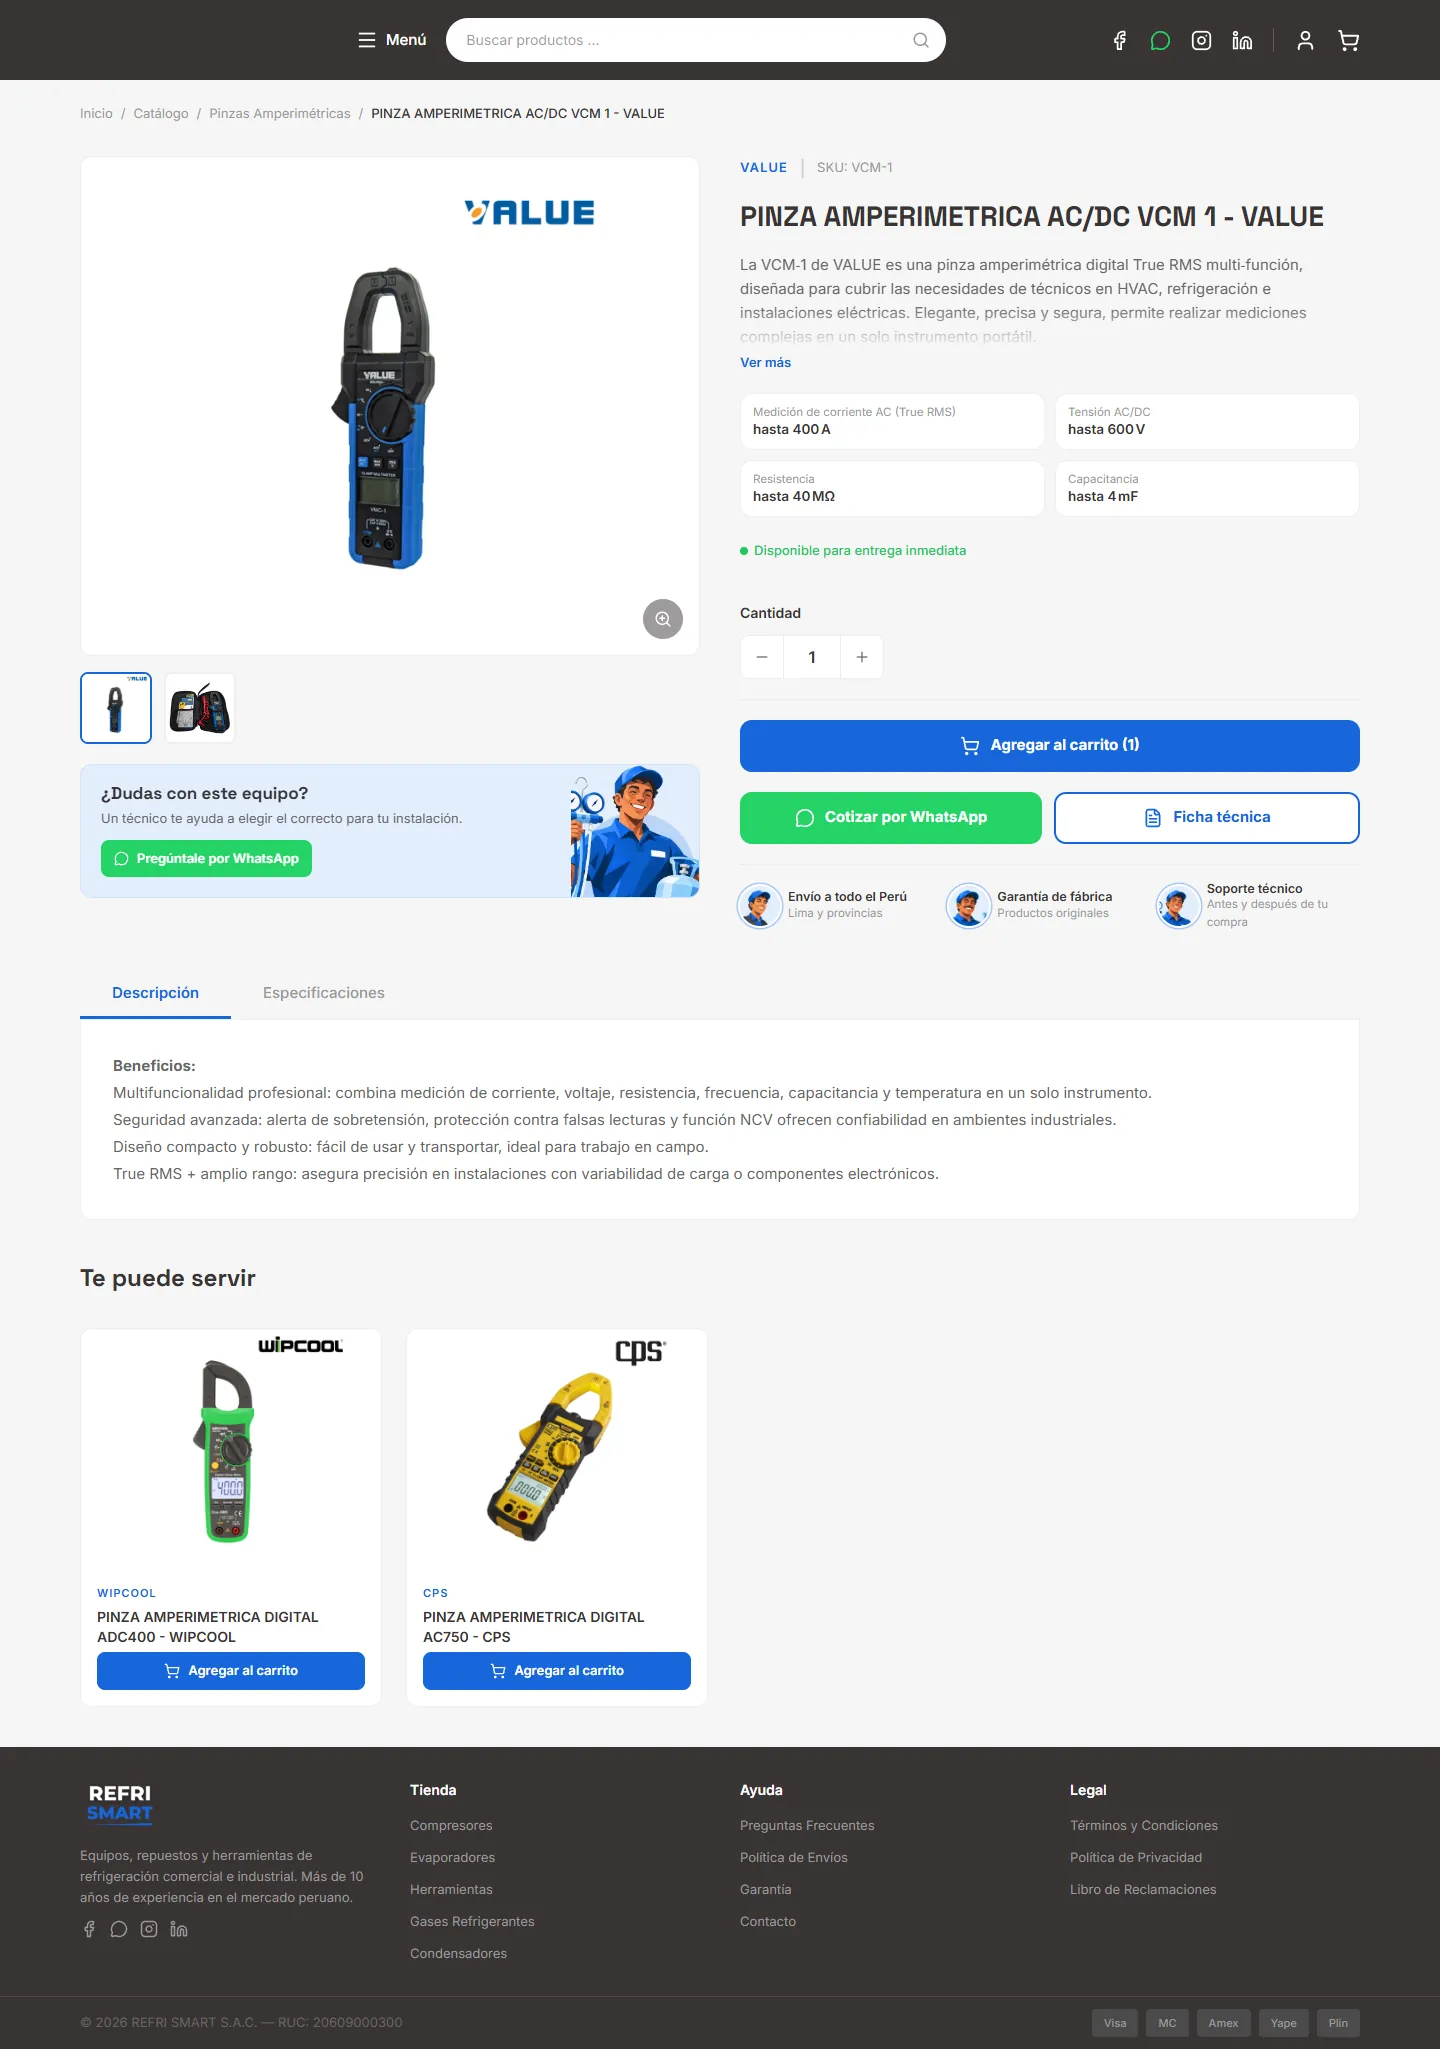 Menú
Buscar productos ...
Inicio / Catálogo / Pinzas Amperimétricas / PINZA AMPERIMETRICA AC/DC VCM 1 - VALUE
VALUE
VALUE
VMC-1
VALUE
VALUE | SKU: VCM-1
PINZA AMPERIMETRICA AC/DC VCM 1 - VALUE
La VCM-1 de VALUE es una pinza amperimétrica digital True RMS multi-función,
diseñada para cubrir las necesidades de técnicos en HVAC, refrigeración e
instalaciones eléctricas. Elegante, precisa y segura, permite realizar mediciones
complejas en un solo instrumento portátil.
Ver más
Medición de corriente AC (True RMS)
hasta 400 A
Tensión AC/DC
hasta 600 V
Resistencia
hasta 40 MΩ
Capacitancia
hasta 4 mF
Disponible para entrega inmediata
Cantidad
1
Agregar al carrito (1)
Cotizar por WhatsApp
Ficha técnica
Envío a todo el Perú
Lima y provincias
Garantía de fábrica
Productos originales
Soporte técnico
Antes y después de tu
compra
¿Dudas con este equipo?
Un técnico te ayuda a elegir el correcto para tu instalación.
Pregúntale por WhatsApp
Descripción
Especificaciones
Beneficios:
Multifuncionalidad profesional: combina medición de corriente, voltaje, resistencia, frecuencia, capacitancia y temperatura en un solo instrumento.
Seguridad avanzada: alerta de sobretensión, protección contra falsas lecturas y función NCV ofrecen confiabilidad en ambientes industriales.
Diseño compacto y robusto: fácil de usar y transportar, ideal para trabajo en campo.
True RMS + amplio rango: asegura precisión en instalaciones con variabilidad de carga o componentes electrónicos.
Te puede servir
WIPCOOL
400.0
WIPCOOL
PINZA AMPERIMETRICA DIGITAL
ADC400 - WIPCOOL
Agregar al carrito
cps
000.0
CPS
PINZA AMPERIMETRICA DIGITAL
AC750 - CPS
Agregar al carrito
REFRI
SMART
Equipos, repuestos y herramientas de
refrigeración comercial e industrial. Más de 10
años de experiencia en el mercado peruano.
Tienda
Compresores
Evaporadores
Herramientas
Gases Refrigerantes
Condensadores
Ayuda
Preguntas Frecuentes
Política de Envíos
Garantía
Contacto
Legal
Términos y Condiciones
Política de Privacidad
Libro de Reclamaciones
© 2026 REFRI SMART S.A.C. — RUC: 20609000300
Visa
MC
Amex
Yape
Plin